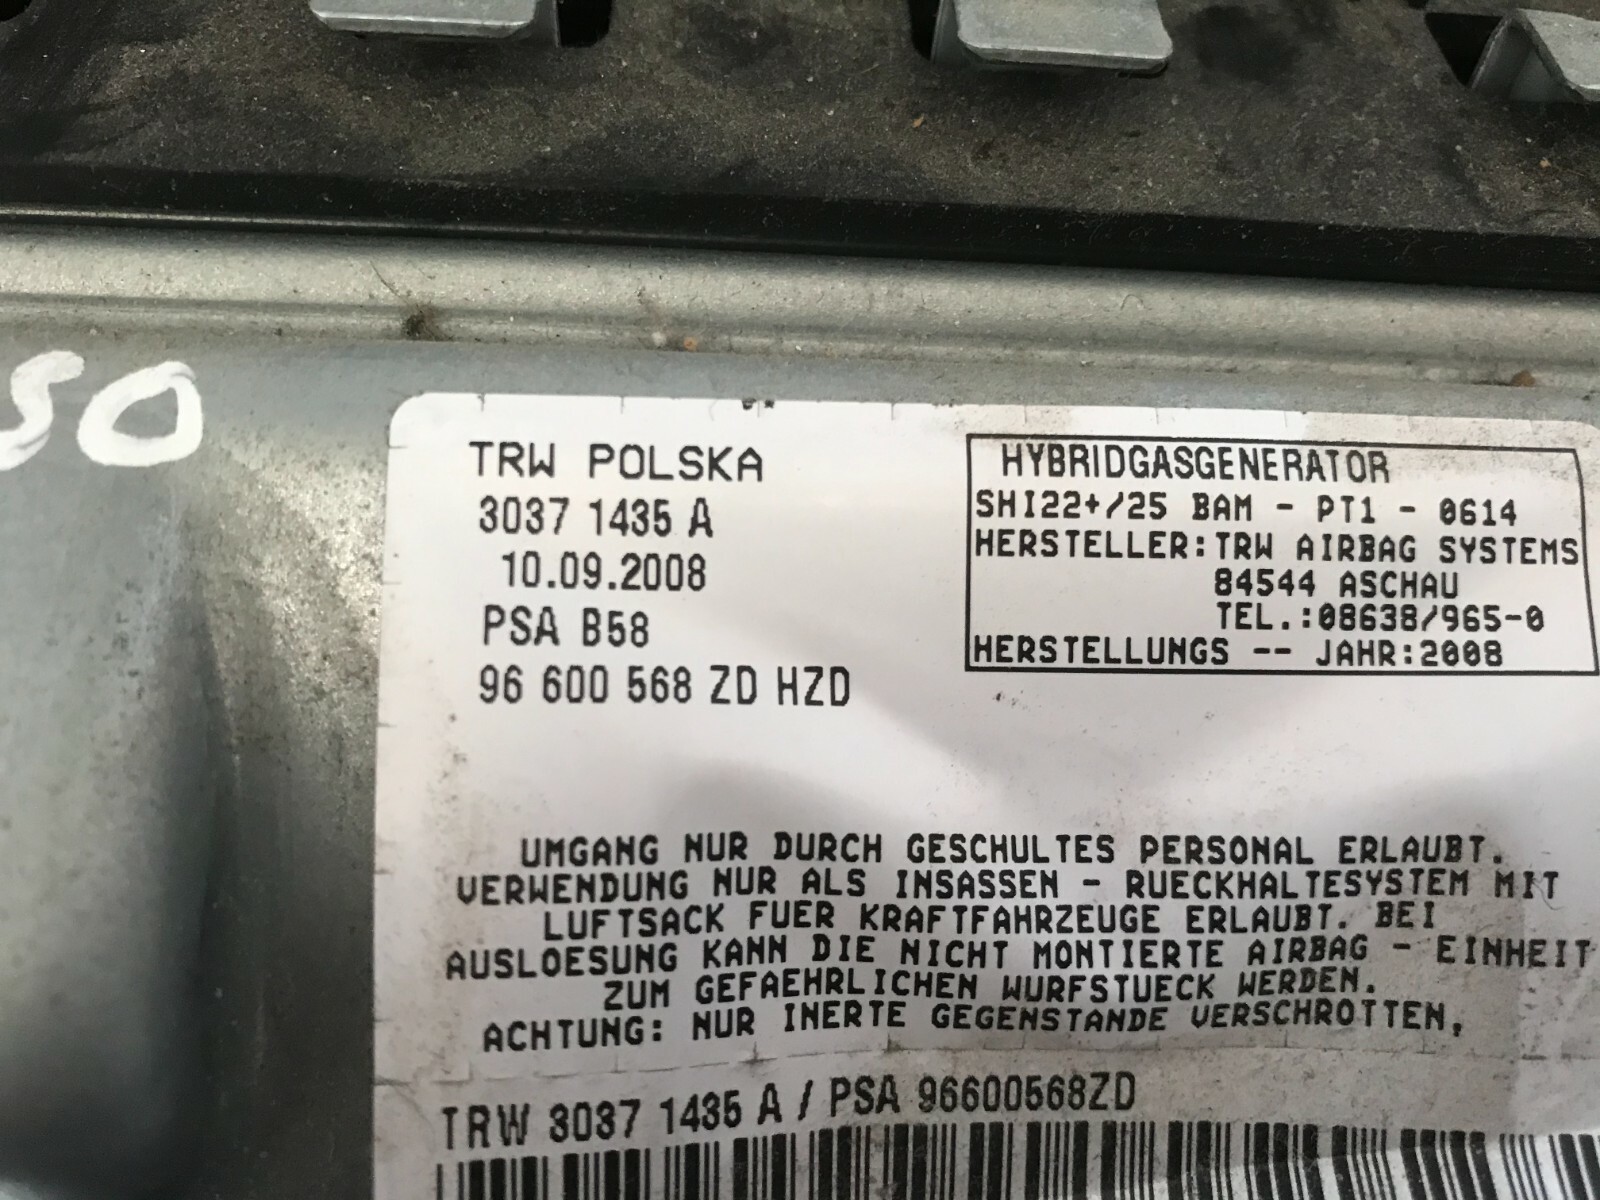 50
TRW POLSKA
3037 1435 A
10.09.2008
PSA B58
96 600 568 ZD HZD
HYBRIDGASGENERATOR
SHI22+/25 BAM - PT1 - 0614
HERSTELLER:TRW AIRBAG SYSTEMS
84544 ASCHAU
TEL.:08638/965-0
HERSTELLUNGS -- JAHR:2008
UMGANG NUR DURCH GESCHULTES PERSONAL ERLAUBT.
VERWENDUNG NUR ALS INSASSEN - RUECKHALTESYSTEM MIT
LUFTSACK FUER KRAFTFAHRZEUGE ERLAUBT. BEI
AUSLOESUNG KANN DIE NICHT MONTIERTE AIRBAG - EINHEIT
ZUM GEFAEHRLICHEN WURFSTUECK WERDEN.
ACHTUNG: NUR INERTE GEGENSTANDE VERSCHROTTEN,
TRW 3037 1435 A / PSA 96600568ZD